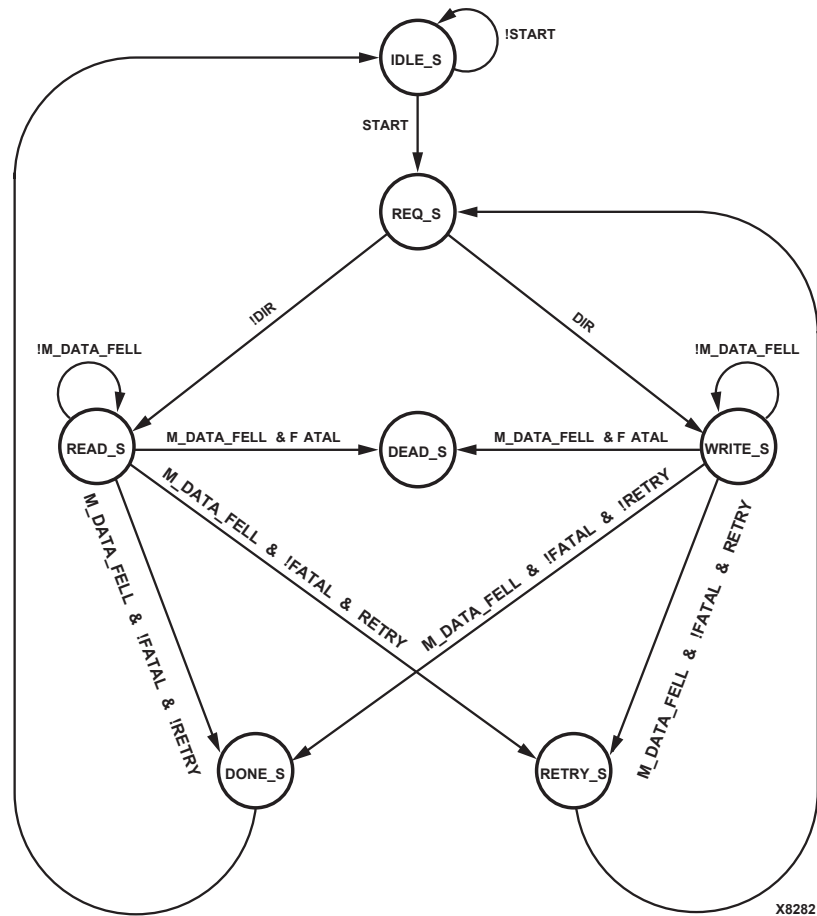 !START
IDLE_S
START
REQ_S
!DIR
DIR
!M_DATA_FELL
!M_DATA_FELL
READ_S
M_DATA_FELL & F ATAL
DEAD_S
M_DATA_FELL & F ATAL
WRITE_S
M_DATA_FELL & !FATAL & !RETRY
M_DATA_FELL & !FATAL & RETRY
M_DATA_FELL & !FATAL & !RETRY
M_DATA_FELL & !FATAL & RETRY
DONE_S
RETRY_S
X8282